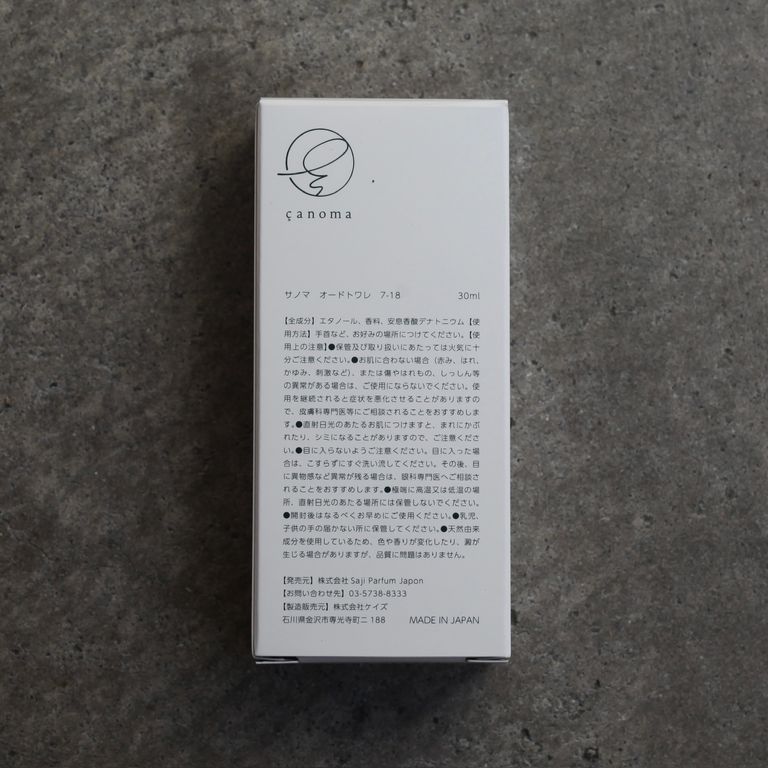 çanoma
サノマ オードトワレ 7-18 30ml
【全成分】エタノール、香料、安息香酸デナトニウム【使
用方法】手首など、お好みの場所につけてください。【使
用上の注意】●保管及び取り扱いにあたっては火気に十
分ご注意ください。●お肌に合わない場合（赤み、はれ、
かゆみ、刺激など）、または傷やはれもの、しっしん等
の異常がある場合は、ご使用にならないでください。使
用を継続されると症状を悪化させることがありますの
で、皮膚科専門医等にご相談されることをおすすめしま
す。●直射日光のあたるお肌につけますと、まれにかぶ
れたり、シミになることがありますので、ご注意くださ
い。●目に入らないようご注意ください。目に入った場
合は、こすらずにすぐ洗い流してください。その後、目
に異物感など異常が残る場合は、眼科専門医へご相談さ
れることをおすすめします。●極端に高温又は低温の場
所、直射日光のあたる場所には保管しないでください。
●開封後はなるべくお早めにご使用ください。●乳児、
子供の手の届かない所に保管してください。●天然由来
成分を使用しているため、色や香りが変化したり、澱が
生じる場合がありますが、品質に問題はありません。
【発売元】株式会社 Saji Parfum Japon
【お問い合わせ先】03-5738-8333
【製造販売元】株式会社ケイズ
石川県金沢市専光寺町ニ 188 MADE IN JAPAN